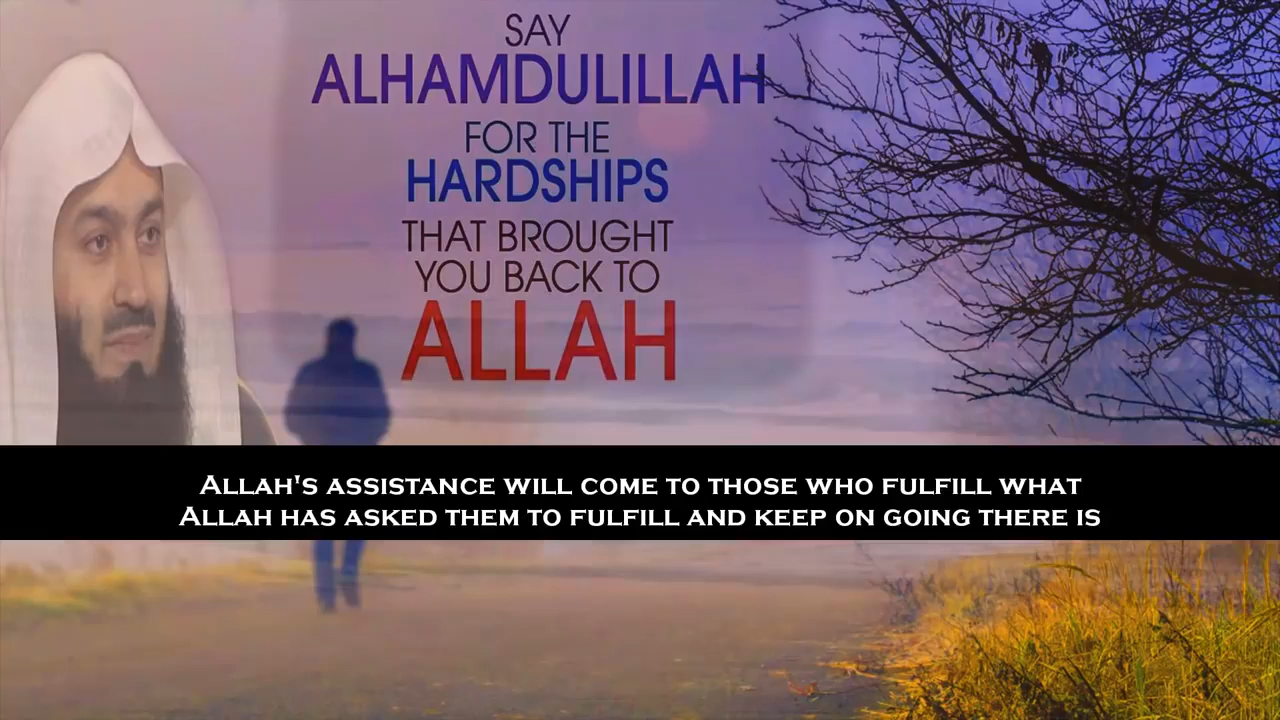 SAY
ALHAMDULILLAH
FOR THE
HARDSHIPS
THAT BROUGHT
YOU BACK TO
ALLAH
ALLAH'S ASSISTANCE WILL COME TO THOSE WHO FULFILL WHAT
ALLAH HAS ASKED THEM TO FULFILL AND KEEP ON GOING THERE IS